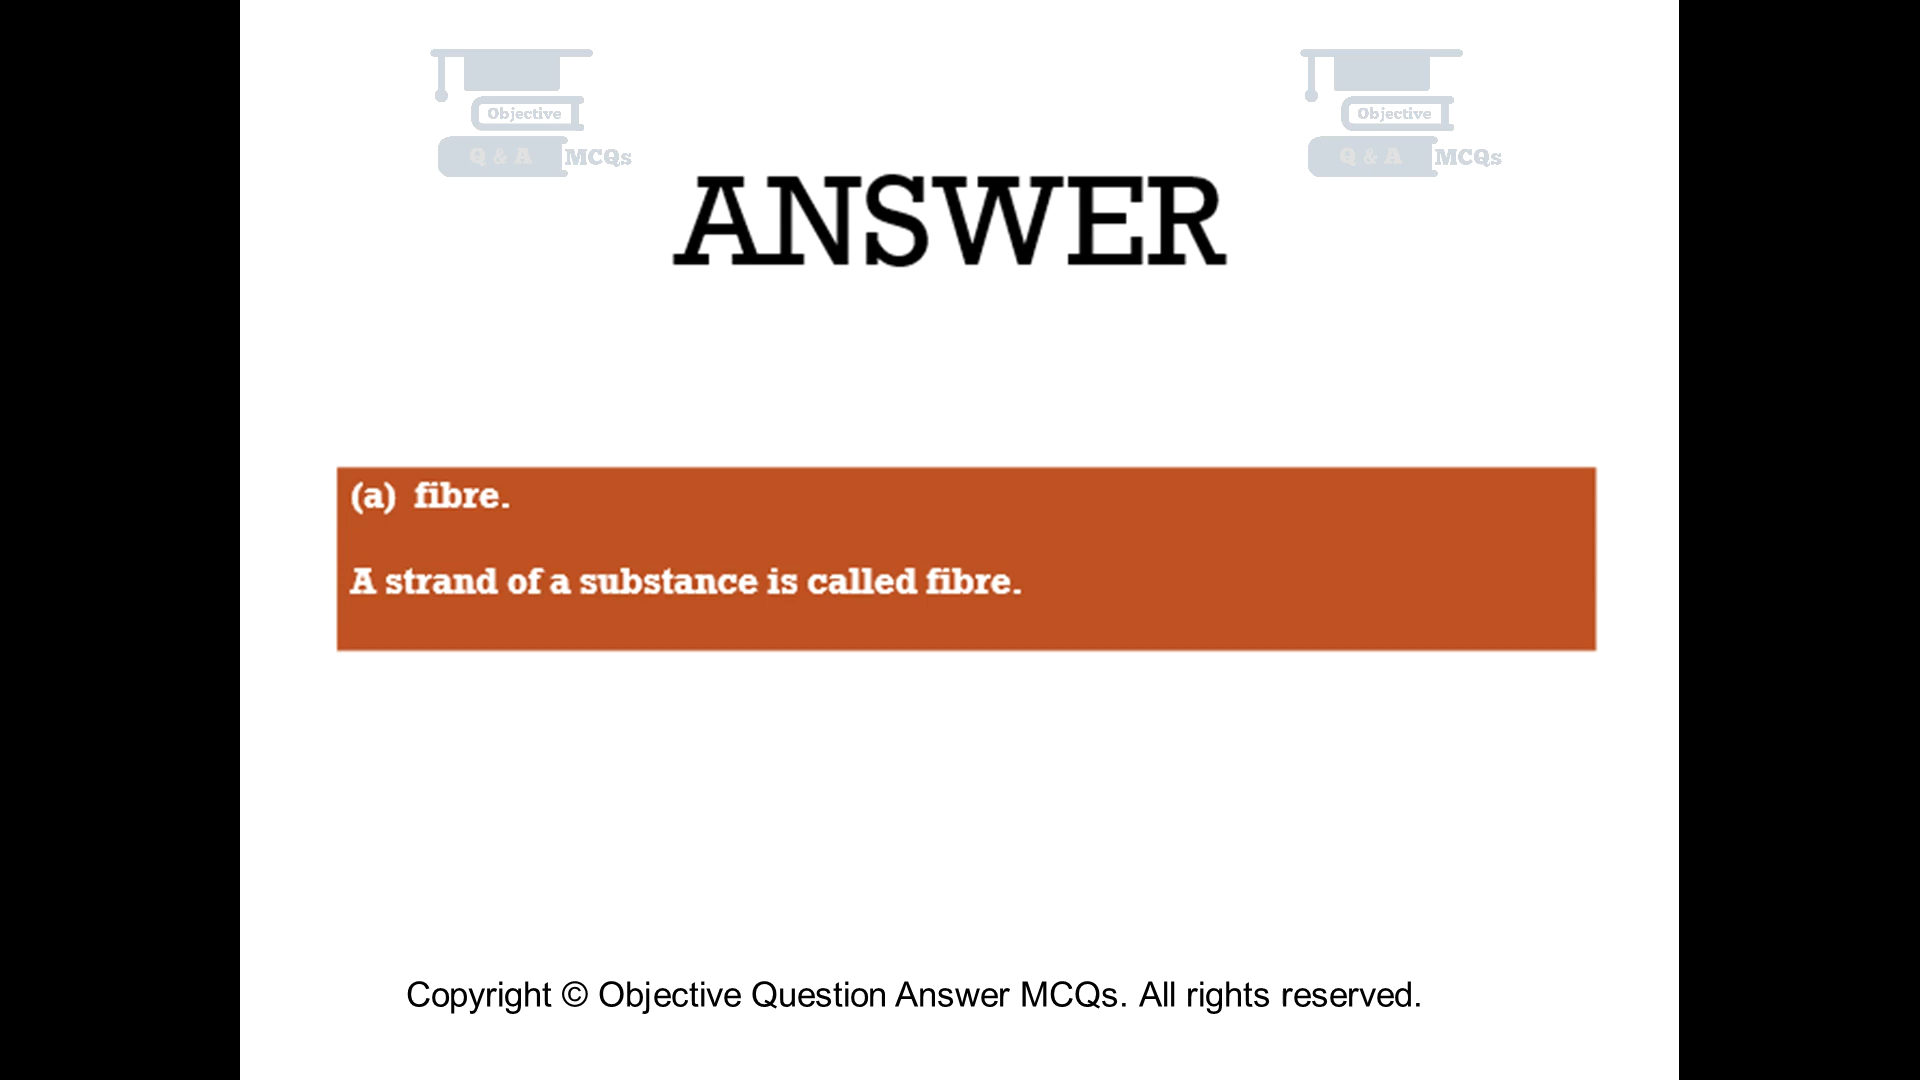 Objective
Q & A MCQs
Objective
Q & A MCQs
ANSWER
(a) fibre.
A strand of a substance is called fibre.
Copyright © Objective Question Answer MCQs. All rights reserved.